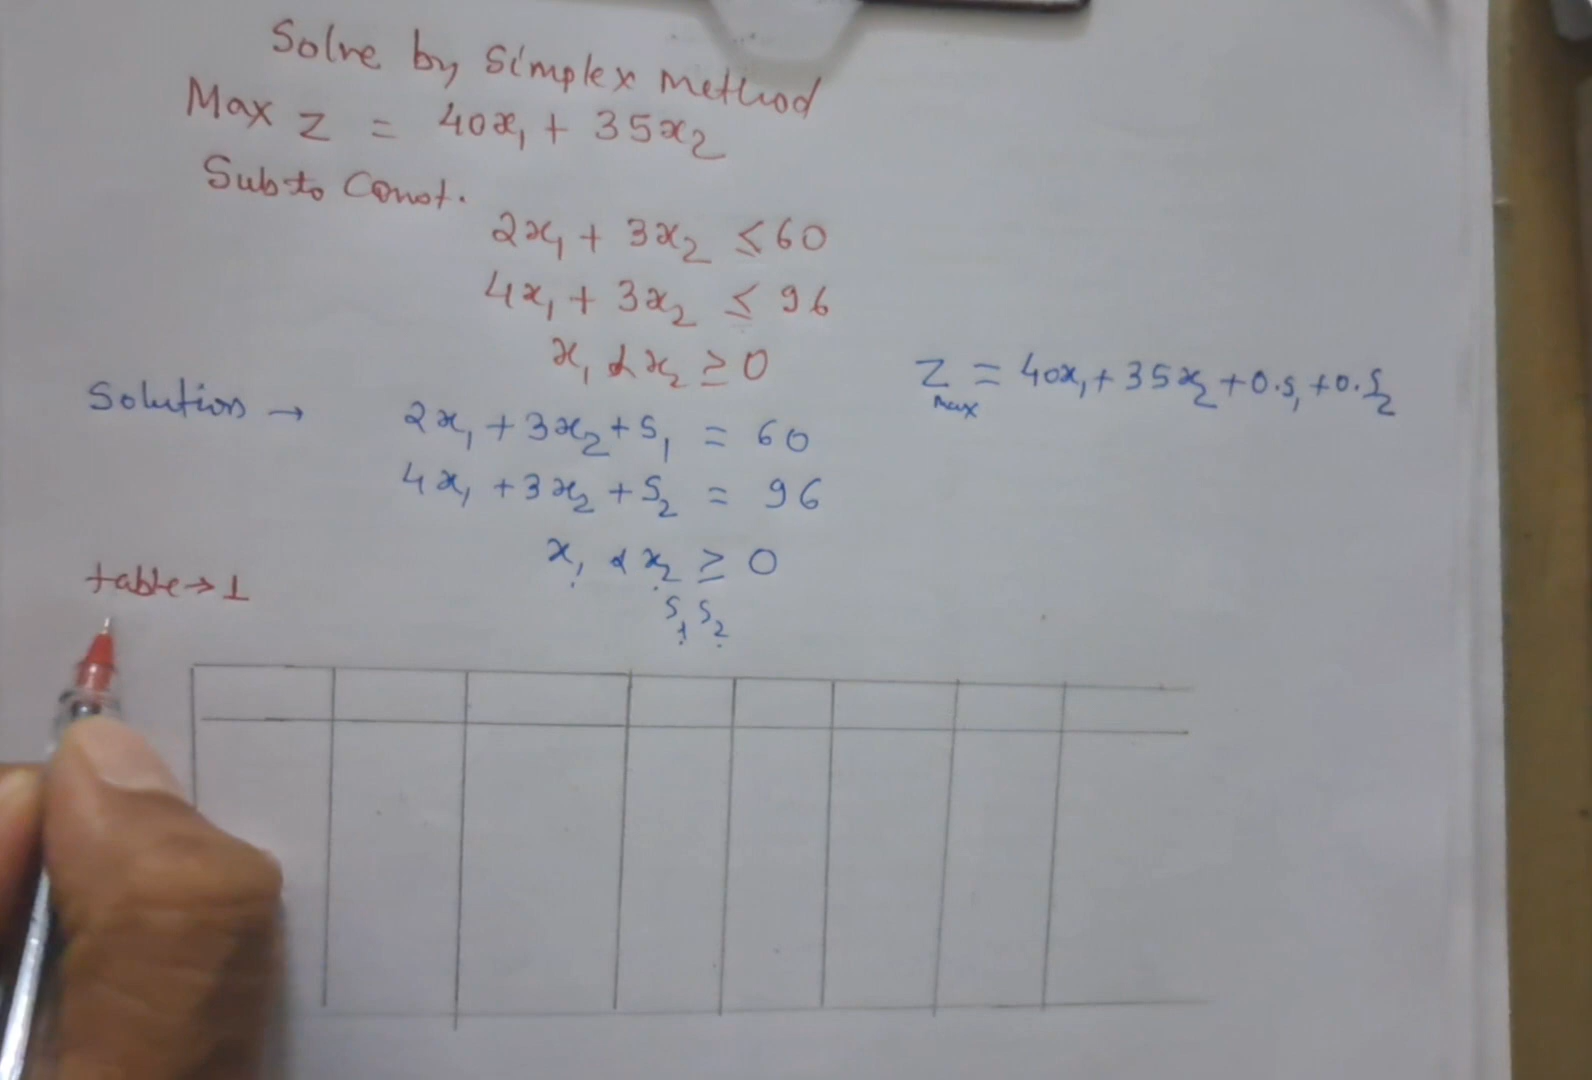 Solve by Simplex method
Max Z = 40x₁ + 35x₂
Sub to Const.
2x₁ + 3x₂ ≤ 60
4x₁ + 3x₂ ≤ 96
x₁ & x₂ ≥ 0
Z = 40x₁ + 35x₂ + 0.S₁ + 0.S₂
max
Solution → 2x₁ + 3x₂ + S₁ = 60
4x₁ + 3x₂ + S₂ = 96
x₁ & x₂ ≥ 0
S₁ S₂
table → 1